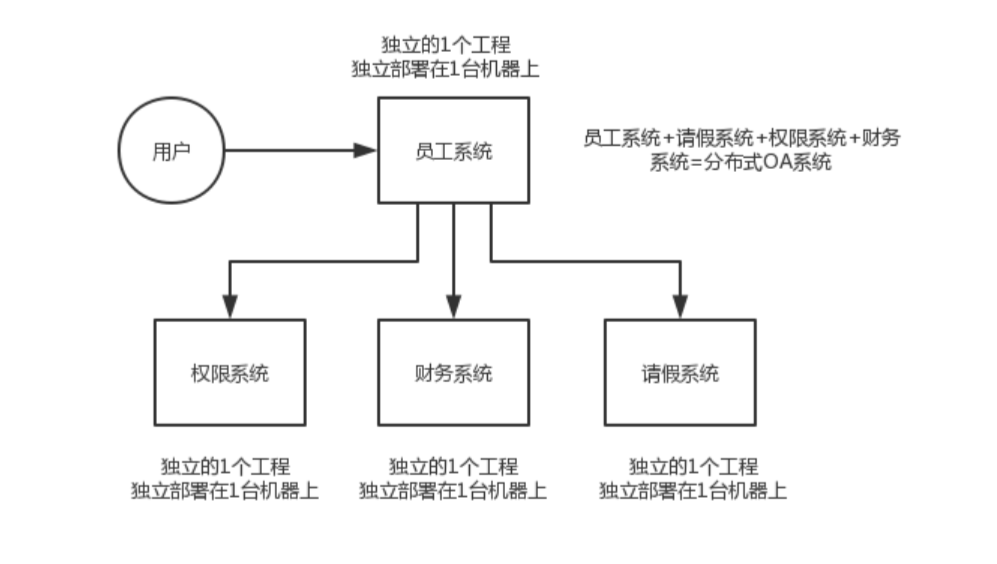 独立的1个工程
独立部署在1台机器上
用户
员工系统
员工系统+请假系统+权限系统+财务
系统=分布式OA系统
权限系统
财务系统
请假系统
独立的1个工程
独立部署在1台机器上
独立的1个工程
独立部署在1台机器上
独立的1个工程
独立部署在1台机器上